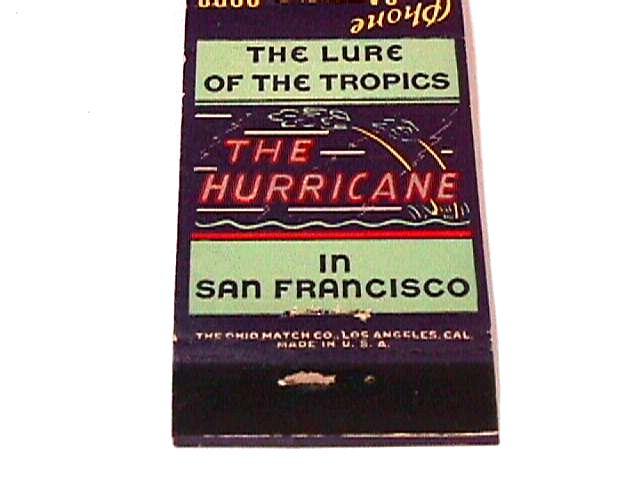 Phone
THE LURE
OF THE TROPICS
THE
HURRICANE
In
SAN FRANCISCO
THE OHIO MATCH CO., LOS ANGELES, CAL.
MADE IN U. S. A.